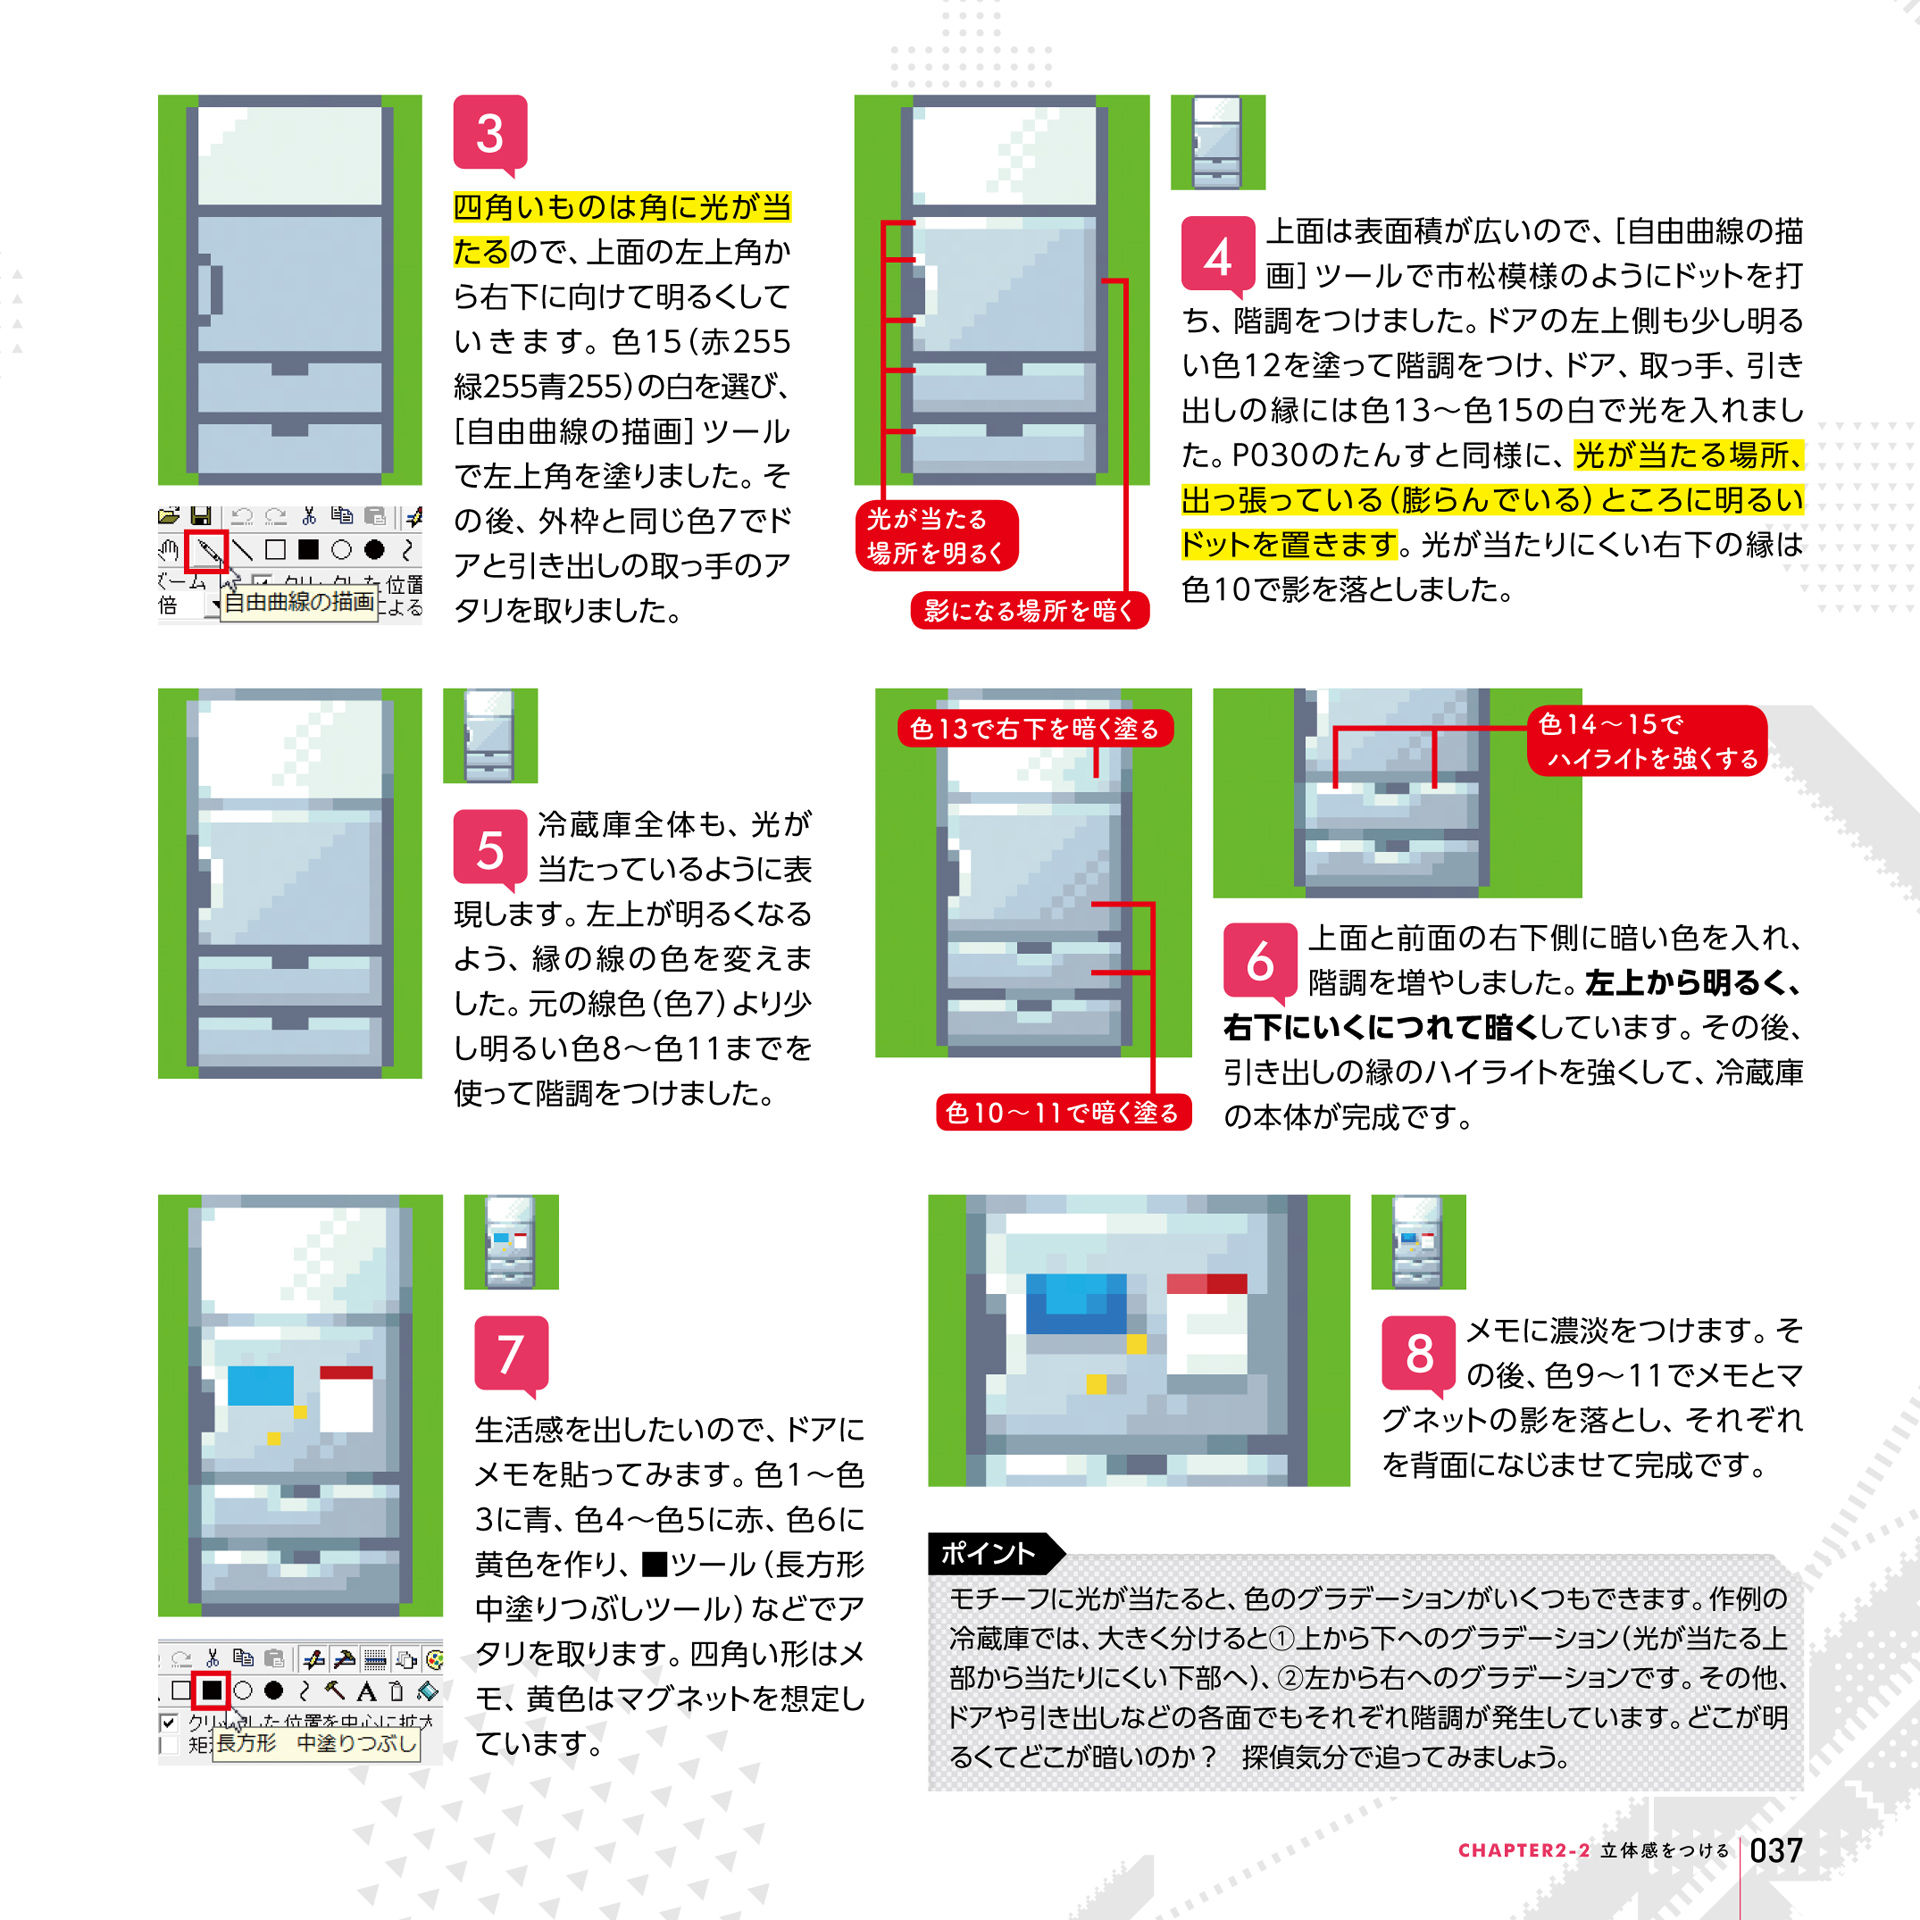 3
四角いものは角に光が当
たるので、上面の左上角か
ら右下に向けて明るくして
いきます。色15(赤255
緑255青255)の白を選び、
[自由曲線の描画]ツール
で左上角を塗りました。そ
の後、外枠と同じ色7でド
アと引き出しの取っ手のア
タリを取りました。
自由曲線の描画
位置
倍
による
4
上面は表面積が広いので、[自由曲線の描
画]ツールで市松模様のようにドットを打
ち、階調をつけました。ドアの左上側も少し明る
い色12を塗って階調をつけ、ドア、取っ手、引き
出しの縁には色13〜色15の白で光を入れまし
た。P030のたんすと同様に、光が当たる場所、
出っ張っている(膨らんでいる)ところに明るい
ドットを置きます。光が当たりにくい右下の縁は
色10で影を落としました。
光が当たる
場所を明るく
影になる場所を暗く
5
冷蔵庫全体も、光が
当たっているように表
現します。左上が明るくなる
よう、縁の線の色を変えま
した。元の線色(色7)より少
し明るい色8〜色11までを
使って階調をつけました。
色13で右下を暗く塗る
色10〜11で暗く塗る
色14〜15で
ハイライトを強くする
6
上面と前面の右下側に暗い色を入れ、
階調を増やしました。左上から明るく、
右下にいくにつれて暗くしています。その後、
引き出しの縁のハイライトを強くして、冷蔵庫
の本体が完成です。
7
生活感を出したいので、ドアに
メモを貼ってみます。色1〜色
3に青、色4〜色5に赤、色6に
黄色を作り、■ツール(長方形
中塗りつぶしツール)などでア
タリを取ります。四角い形はメ
モ、黄色はマグネットを想定し
ています。
した位置を中心に拡大
長方形 中塗りつぶし
8
メモに濃淡をつけます。そ
の後、色9〜11でメモとマ
グネットの影を落とし、それぞれ
を背面になじませて完成です。
ポイント
モチーフに光が当たると、色のグラデーションがいくつもできます。作例の
冷蔵庫では、大きく分けると①上から下へのグラデーション(光が当たる上
部から当たりにくい下部へ)、②左から右へのグラデーションです。その他、
ドアや引き出しなどの各面でもそれぞれ階調が発生しています。どこが明
るくてどこが暗いのか? 探偵気分で追ってみましょう。
CHAPTER2-2 立体感をつける 037